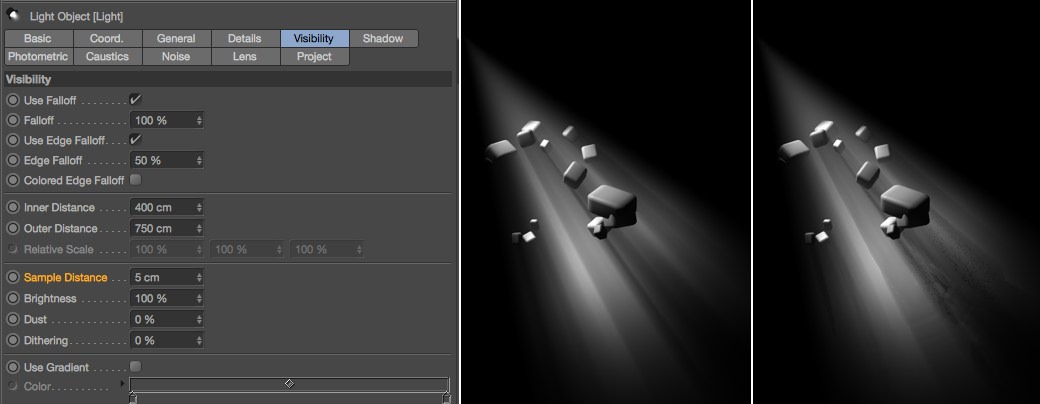 Light Object [Light]
Basic Coord. General Details Visibility Shadow
Photometric Caustics Noise Lens Project
Visibility
Use Falloff
Falloff 100 %
Use Edge Falloff
Edge Falloff 50 %
Colored Edge Falloff
Inner Distance 400 cm
Outer Distance 750 cm
Relative Scale 100 % 100 % 100 %
Sample Distance 5 cm
Brightness 100 %
Dust 0 %
Dithering 0 %
Use Gradient
Color